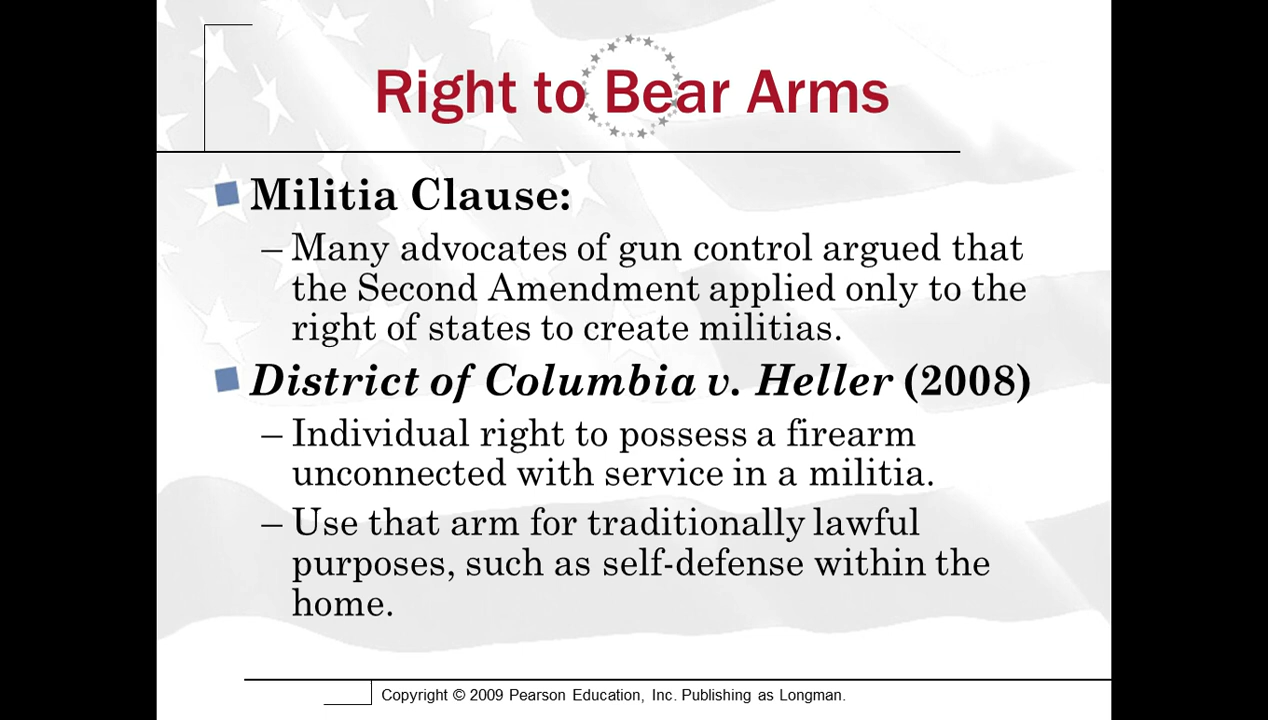 Right to Bear Arms
Militia Clause:
– Many advocates of gun control argued that
the Second Amendment applied only to the
right of states to create militias.
District of Columbia v. Heller (2008)
– Individual right to possess a firearm
unconnected with service in a militia.
– Use that arm for traditionally lawful
purposes, such as self-defense within the
home.
Copyright © 2009 Pearson Education, Inc. Publishing as Longman.